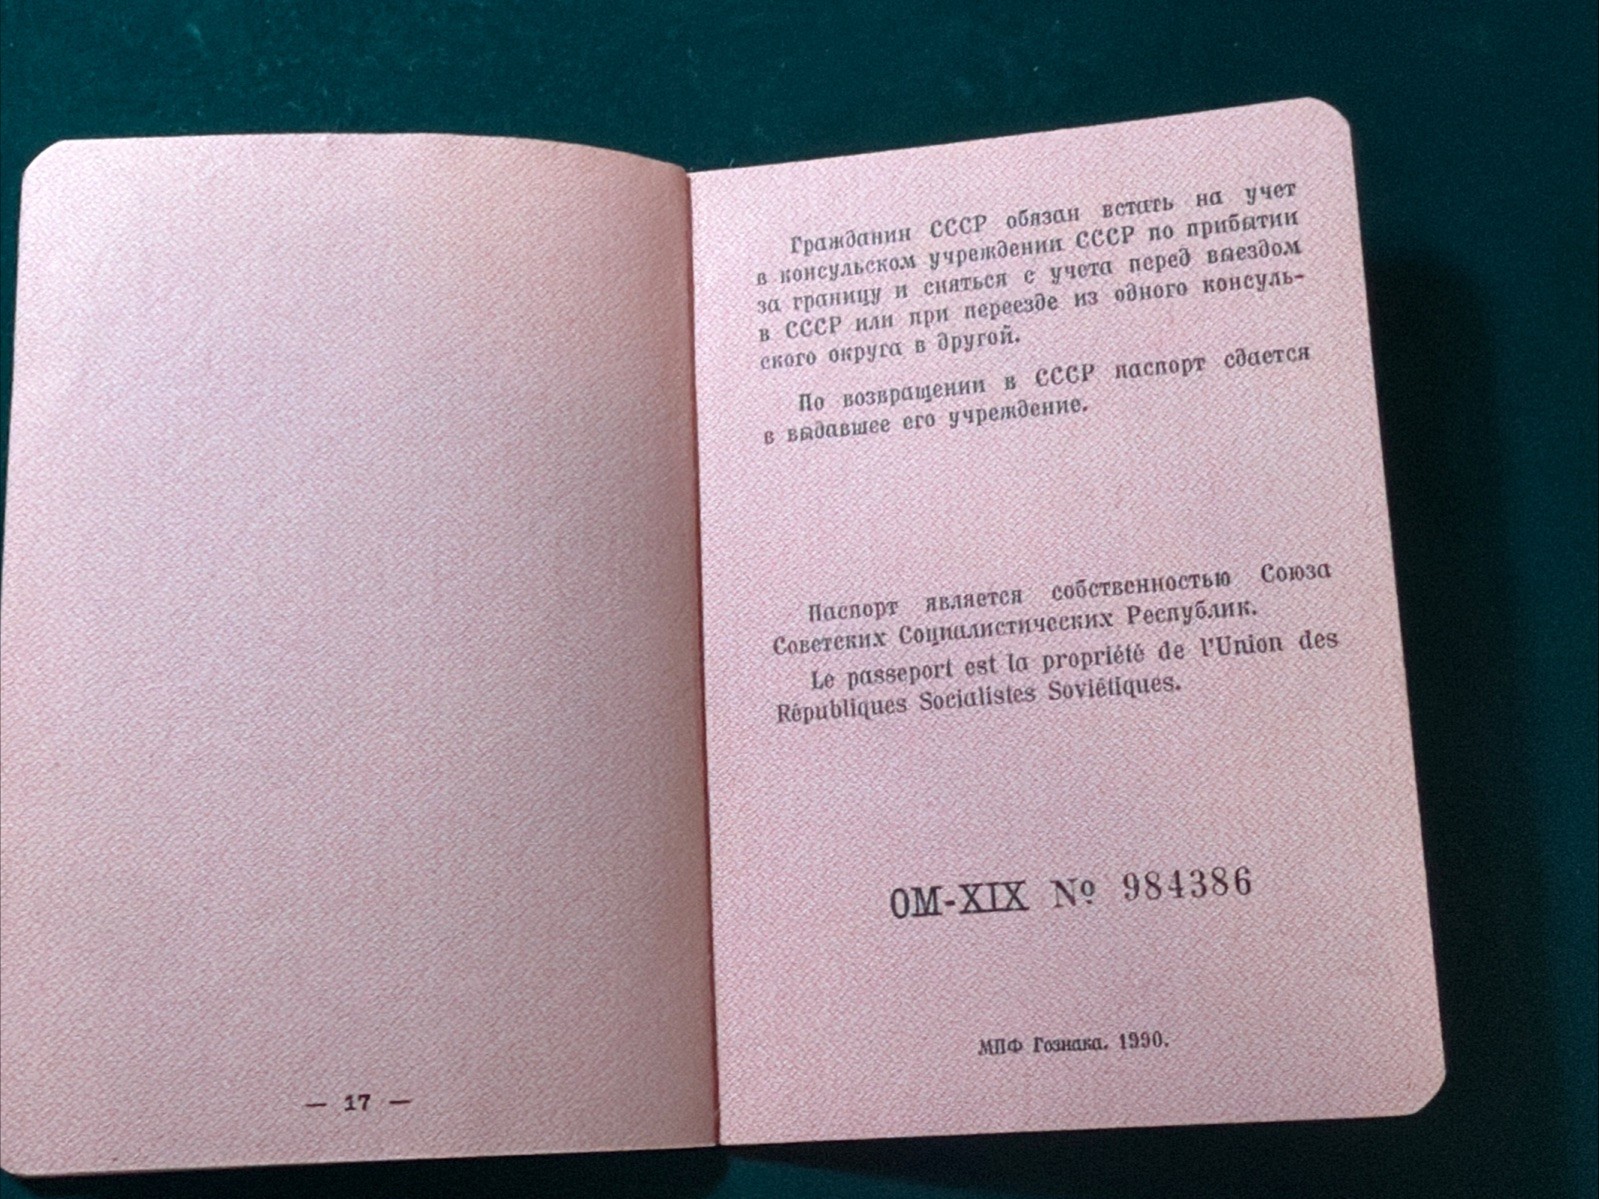 — 17 —
Гражданин СССР обязан встать на учет
в консульском учреждении СССР по прибытии
за границу и сняться с учета перед выездом
в СССР или при переезде из одного консуль-
ского округа в другой.
По возвращении в СССР паспорт сдается
в выдавшее его учреждение.
Паспорт является собственностью Союза
Советских Социалистических Республик.
Le passeport est la propriété de l'Union des
Républiques Socialistes Soviétiques.
ОМ-XIX № 984386
МПФ Гознака. 1990.